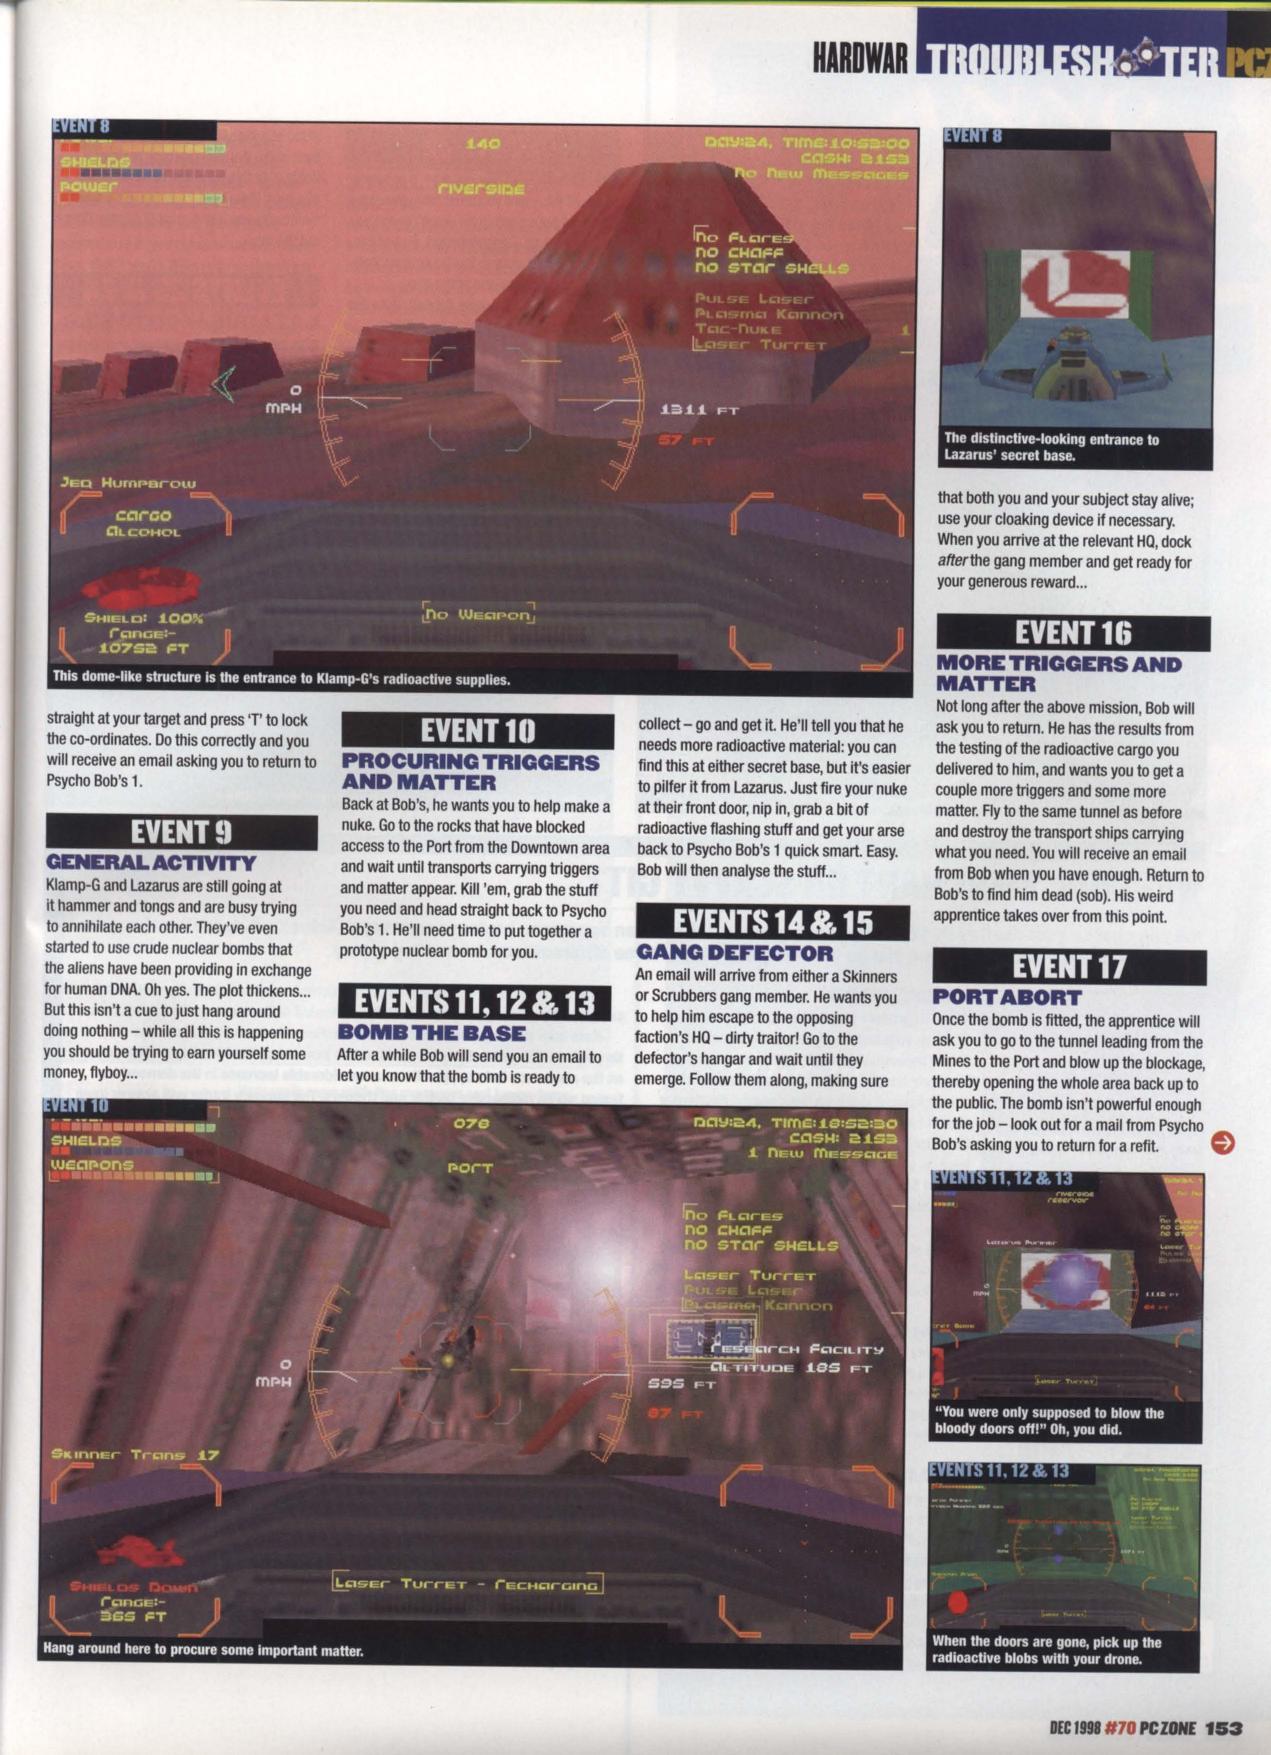 HARDWAR TROUBLESHOOTER PCZ
EVENT 8
SHIELDS
POWER
140
RIVERSIDE
DAY:24, TIME:10:53:00
CASH: 2153
No New Messages
No Flares
No CHAFF
No STAR SHELLS
Pulse Laser
Plasma Kannon
Tac-Nuke 1
Laser Turret
0
MPH
1311 FT
57 FT
Jeq Humparow
CARGO
ALCOHOL
SHIELD: 100%
Range:-
10752 FT
No Weapon
This dome-like structure is the entrance to Klamp-G's radioactive supplies.
straight at your target and press 'T' to lock
the co-ordinates. Do this correctly and you
will receive an email asking you to return to
Psycho Bob's 1.
EVENT 9
GENERAL ACTIVITY
Klamp-G and Lazarus are still going at
it hammer and tongs and are busy trying
to annihilate each other. They've even
started to use crude nuclear bombs that
the aliens have been providing in exchange
for human DNA. Oh yes. The plot thickens...
But this isn't a cue to just hang around
doing nothing – while all this is happening
you should be trying to earn yourself some
money, flyboy...
EVENT 10
PROCURING TRIGGERS
AND MATTER
Back at Bob's, he wants you to help make a
nuke. Go to the rocks that have blocked
access to the Port from the Downtown area
and wait until transports carrying triggers
and matter appear. Kill 'em, grab the stuff
you need and head straight back to Psycho
Bob's 1. He'll need time to put together a
prototype nuclear bomb for you.
EVENTS 11, 12 & 13
BOMB THE BASE
After a while Bob will send you an email to
let you know that the bomb is ready to
collect – go and get it. He'll tell you that he
needs more radioactive material: you can
find this at either secret base, but it's easier
to pilfer it from Lazarus. Just fire your nuke
at their front door, nip in, grab a bit of
radioactive flashing stuff and get your arse
back to Psycho Bob's 1 quick smart. Easy.
Bob will then analyse the stuff...
EVENTS 14 & 15
GANG DEFECTOR
An email will arrive from either a Skinners
or Scrubbers gang member. He wants you
to help him escape to the opposing
faction's HQ – dirty traitor! Go to the
defector's hangar and wait until they
emerge. Follow them along, making sure
EVENT 8
The distinctive-looking entrance to
Lazarus' secret base.
that both you and your subject stay alive;
use your cloaking device if necessary.
When you arrive at the relevant HQ, dock
after the gang member and get ready for
your generous reward...
EVENT 16
MORE TRIGGERS AND
MATTER
Not long after the above mission, Bob will
ask you to return. He has the results from
the testing of the radioactive cargo you
delivered to him, and wants you to get a
couple more triggers and some more
matter. Fly to the same tunnel as before
and destroy the transport ships carrying
what you need. You will receive an email
from Bob when you have enough. Return to
Bob's to find him dead (sob). His weird
apprentice takes over from this point.
EVENT 17
PORT ABORT
Once the bomb is fitted, the apprentice will
ask you to go to the tunnel leading from the
Mines to the Port and blow up the blockage,
thereby opening the whole area back up to
the public. The bomb isn't powerful enough
for the job – look out for a mail from Psycho
Bob's asking you to return for a refit.
EVENT 10
SHIELDS
WEAPONS
078
PORT
DAY:24, TIME:18:52:30
CASH: 2153
1 New Message
No Flares
No CHAFF
No STAR SHELLS
Laser Turret
Pulse Laser
Plasma Kannon
Research Facility
ALTITUDE 185 FT
0
MPH
595 FT
87 FT
Skinner Trans 17
Shields Down
Range:-
365 FT
Laser Turret - Recharging
Hang around here to procure some important matter.
EVENTS 11, 12 & 13
RIVERSIDE
RESERVOIR
Laser Turret
"You were only supposed to blow the
bloody doors off!" Oh, you did.
EVENTS 11, 12 & 13
When the doors are gone, pick up the
radioactive blobs with your drone.
DEC 1998 #70 PC ZONE 153